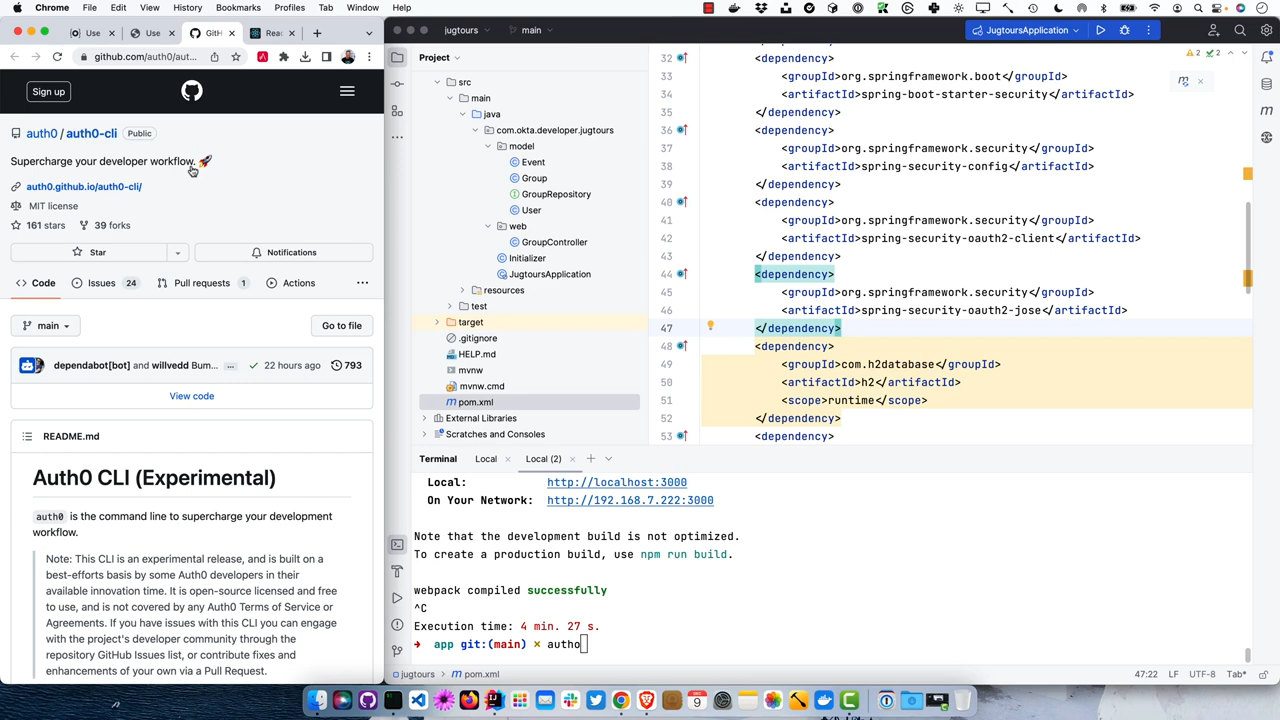 Chrome File Edit View History Bookmarks Profiles Tab Window Help
Use
Use
GitH
Rea
github.com/auth0/aut...
Sign up
auth0 / auth0-cli Public
Supercharge your developer workflow. 🚀
auth0.github.io/auth0-cli/
MIT license
161 stars 39 forks
Star
Notifications
Code Issues 24 Pull requests 1 Actions
main
Go to file
dependabot[bot] and willvedd Bum... ... 22 hours ago 793
View code
README.md
Auth0 CLI (Experimental)
auth0 is the command line to supercharge your development
workflow.
Note: This CLI is an experimental release, and is built on a
best-efforts basis by some Auth0 developers in their
available innovation time. It is open-source licensed and free
to use, and is not covered by any Auth0 Terms of Service or
Agreements. If you have issues with this CLI you can engage
with the project's developer community through the
repository GitHub Issues list, or contribute fixes and
enhancements of your own via a Pull Request.
jugtours main JugtoursApplication
Project
src
main
java
com.okta.developer.jugtours
model
Event
Group
GroupRepository
User
web
GroupController
Initializer
JugtoursApplication
resources
test
target
.gitignore
HELP.md
mvnw
mvnw.cmd
pom.xml
External Libraries
Scratches and Consoles
2 2
32 <dependency>
33 <groupId>org.springframework.boot</groupId>
34 <artifactId>spring-boot-starter-security</artifactId>
35 </dependency>
36 <dependency>
37 <groupId>org.springframework.security</groupId>
38 <artifactId>spring-security-config</artifactId>
39 </dependency>
40 <dependency>
41 <groupId>org.springframework.security</groupId>
42 <artifactId>spring-security-oauth2-client</artifactId>
43 </dependency>
44 <dependency>
45 <groupId>org.springframework.security</groupId>
46 <artifactId>spring-security-oauth2-jose</artifactId>
47 </dependency>
48 <dependency>
49 <groupId>com.h2database</groupId>
50 <artifactId>h2</artifactId>
51 <scope>runtime</scope>
52 </dependency>
53 <dependency>
Terminal Local Local (2)
Local: http://localhost:3000
On Your Network: http://192.168.7.222:3000
Note that the development build is not optimized.
To create a production build, use npm run build.
webpack compiled successfully
^C
Execution time: 4 min. 27 s.
➜ app git:(main) ✗ autho
jugtours > pom.xml
47:22 LF UTF-8 Tab*